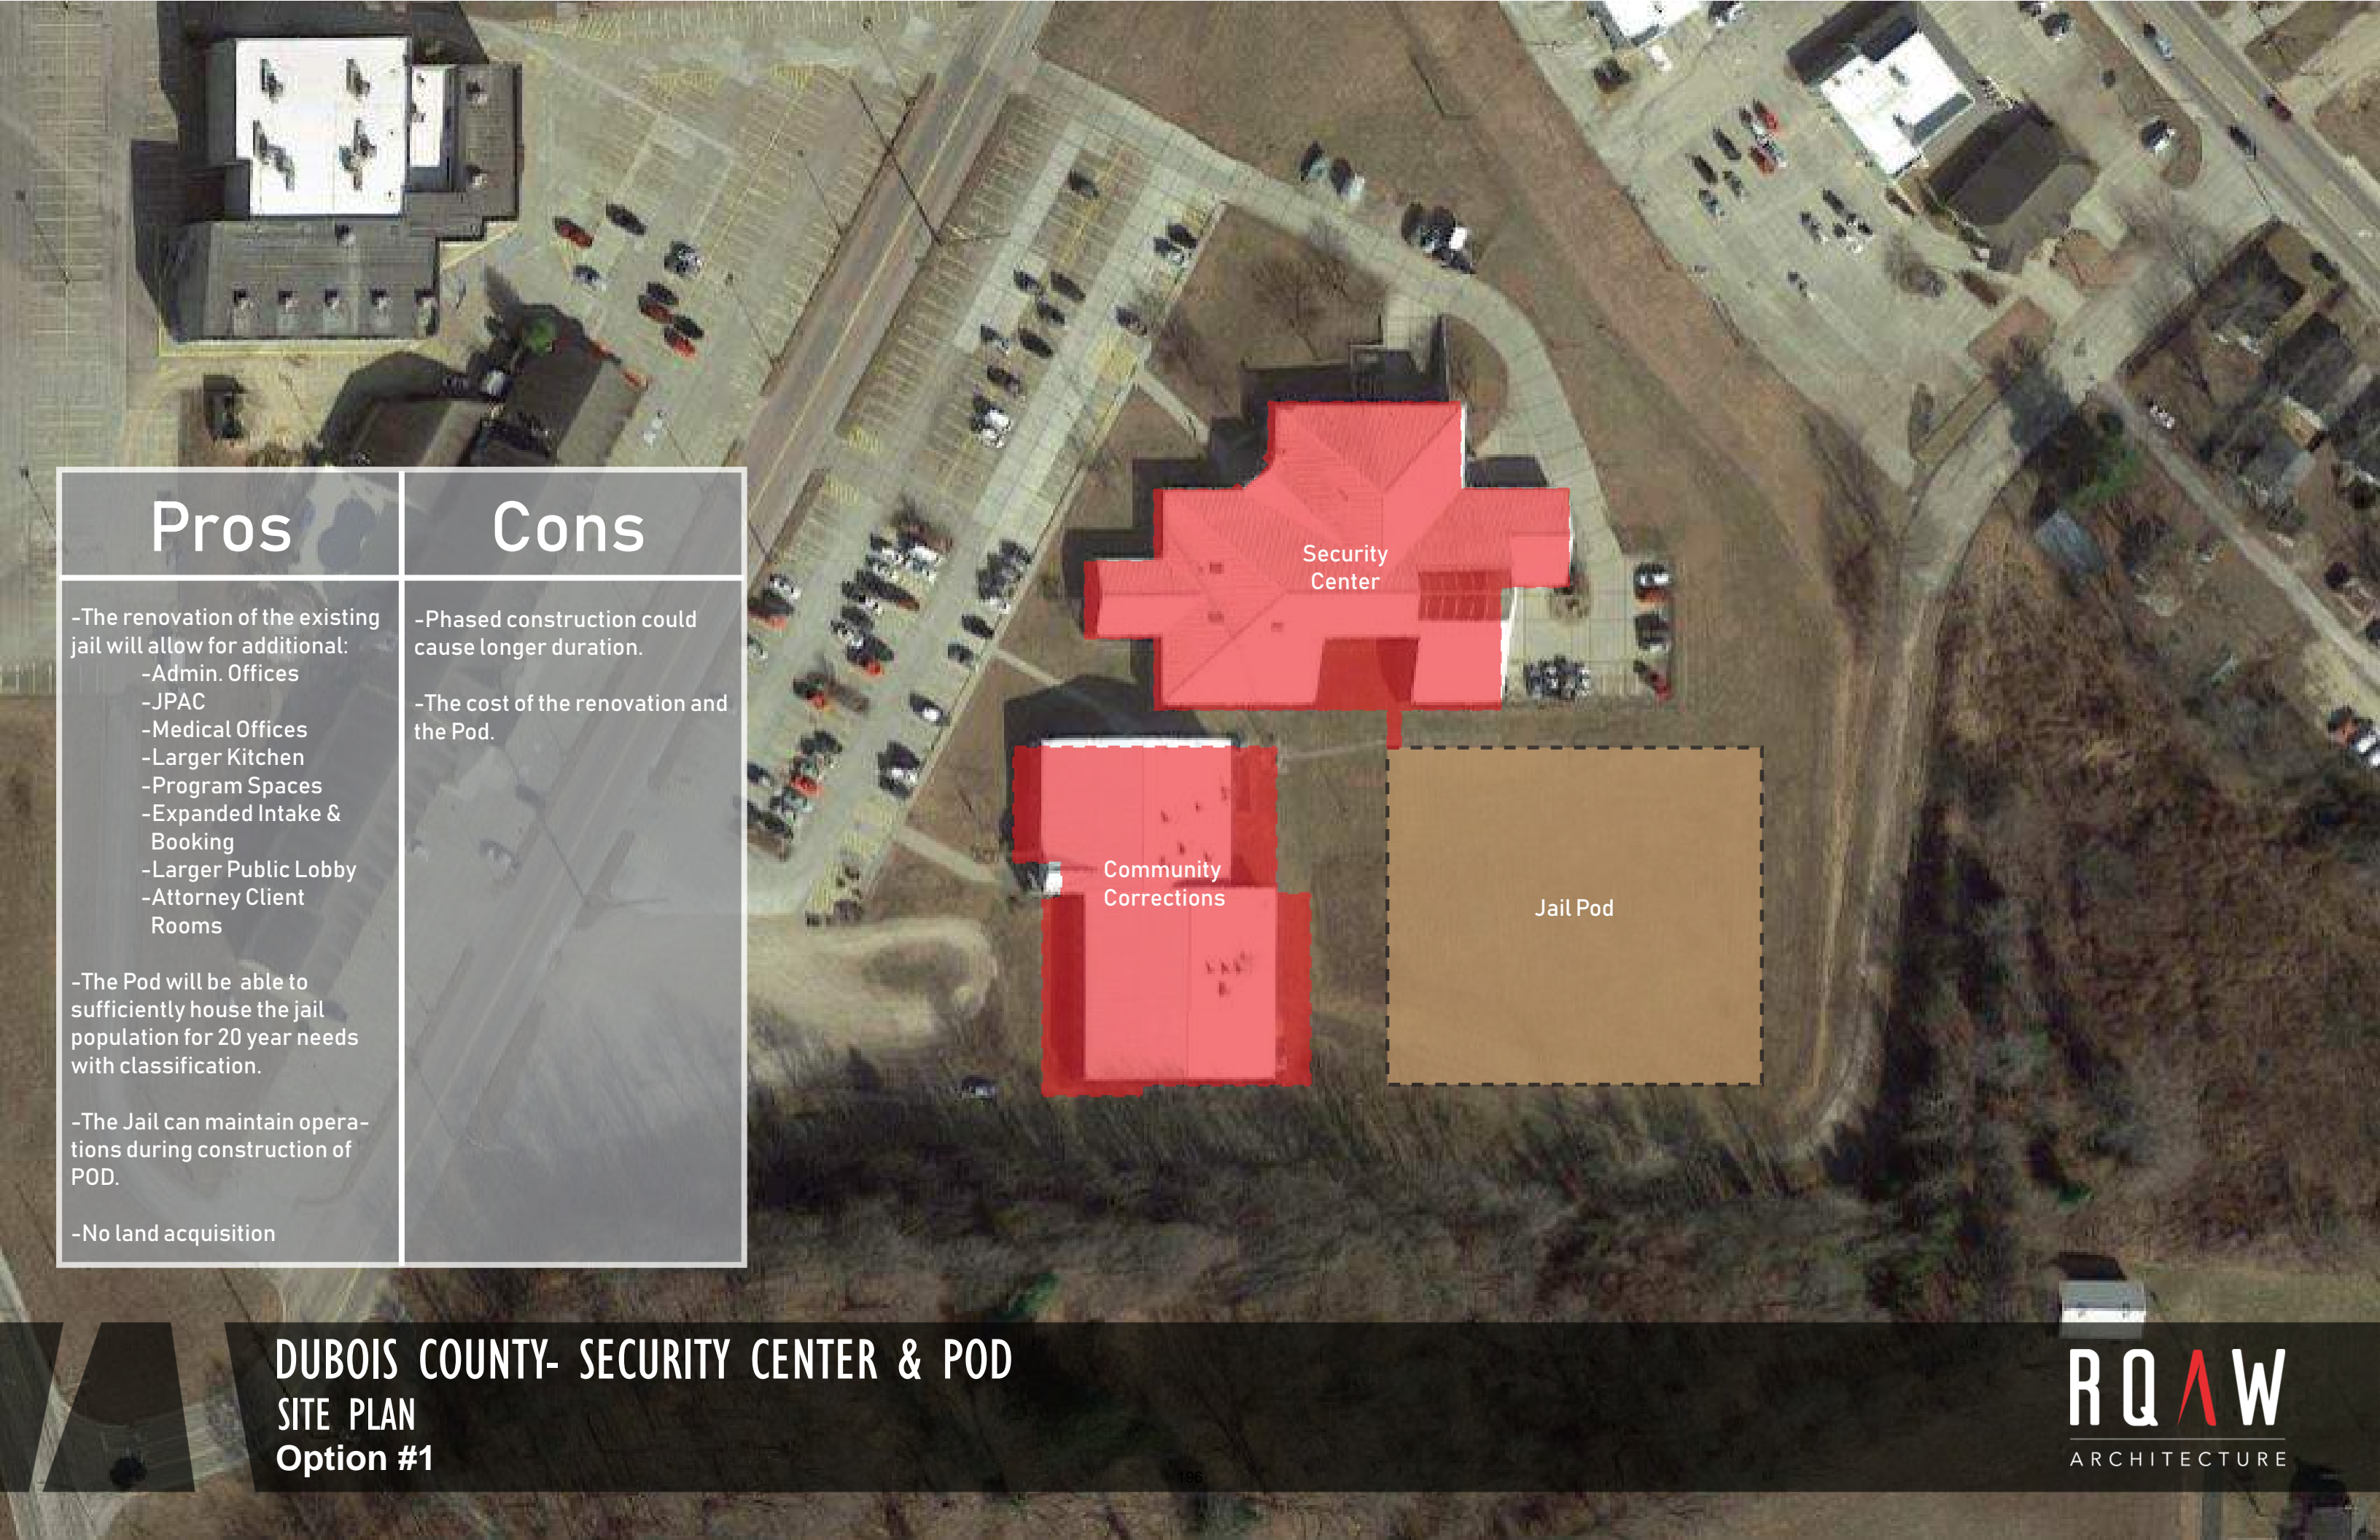 Pros
Cons
-The renovation of the existing
jail will allow for additional:
-Admin. Offices
-JPAC
-Medical Offices
-Larger Kitchen
-Program Spaces
-Expanded Intake &
Booking
-Larger Public Lobby
-Attorney Client
Rooms
-The Pod will be able to
sufficiently house the jail
population for 20 year needs
with classification.
-The Jail can maintain opera-
tions during construction of
POD.
-No land acquisition
-Phased construction could
cause longer duration.
-The cost of the renovation and
the Pod.
Security
Center
Community
Corrections
Jail Pod
DUBOIS COUNTY- SECURITY CENTER & POD
SITE PLAN
Option #1
196
RQAW
ARCHITECTURE